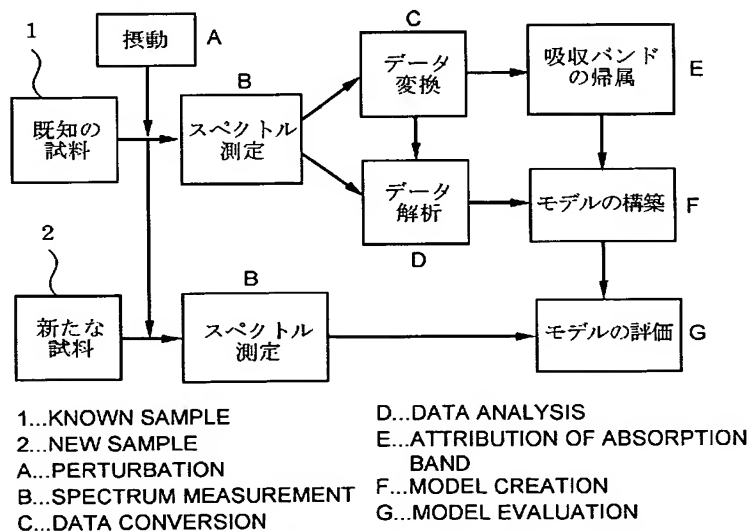 1
摂動
A
C
データ
変換
吸収バンド
の帰属
E
既知の
試料
B
スペクトル
測定
データ
解析
D
モデルの構築
F
2
新たな
試料
B
スペクトル
測定
モデルの評価
G
1...KNOWN SAMPLE
2...NEW SAMPLE
A...PERTURBATION
B...SPECTRUM MEASUREMENT
C...DATA CONVERSION
D...DATA ANALYSIS
E...ATTRIBUTION OF ABSORPTION
BAND
F...MODEL CREATION
G...MODEL EVALUATION